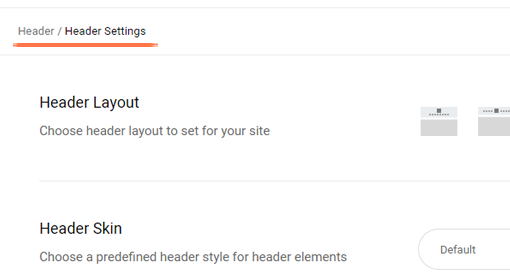 Header / Header Settings
Header Layout
Choose header layout to set for your site
Header Skin
Default
Choose a predefined header style for header elements